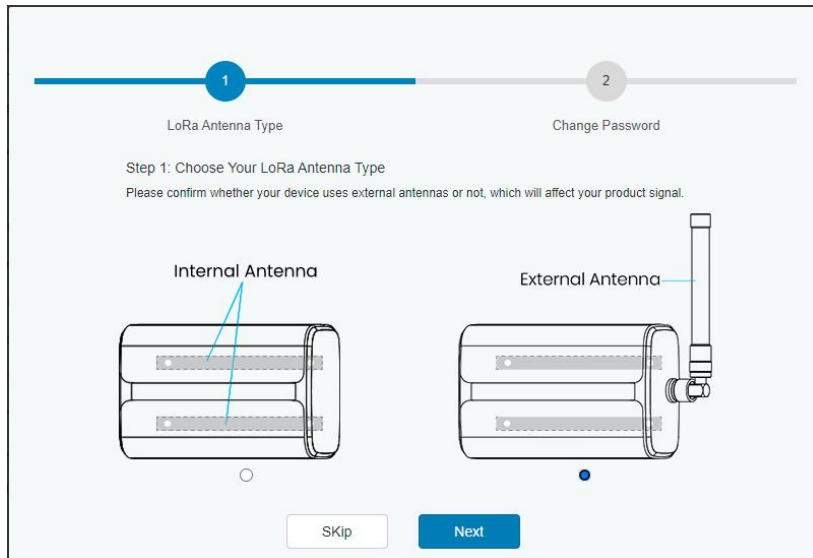 1
2
LoRa Antenna Type
Change Password
Step 1: Choose Your LoRa Antenna Type
Please confirm whether your device uses external antennas or not, which will affect your product signal.
Internal Antenna
External Antenna
SKip
Next